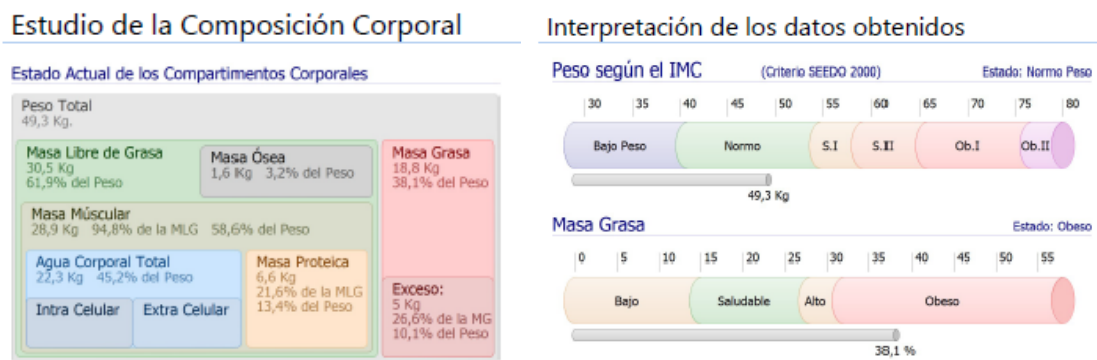 Estudio de la Composición Corporal
Estado Actual de los Compartimentos Corporales
Peso Total
49,3 Kg.
Masa Libre de Grasa
30,5 Kg
61,9% del Peso
Masa Ósea
1,6 Kg 3,2% del Peso
Masa Grasa
18,8 Kg
38,1% del Peso
Masa Múscular
28,9 Kg 94,8% de la MLG 58,6% del Peso
Agua Corporal Total
22,3 Kg 45,2% del Peso
Intra Celular
Extra Celular
Masa Proteica
6,6 Kg
21,6% de la MLG
13,4% del Peso
Exceso:
5 Kg
26,6% de la MG
10,1% del Peso
Interpretación de los datos obtenidos
Peso según el IMC (Criterio SEEDO 2000) Estado: Normo Peso
30 35 40 45 50 55 60 65 70 75 80
Bajo Peso Normo S.I S.II Ob.I Ob.II
49,3 Kg
Masa Grasa Estado: Obeso
0 5 10 15 20 25 30 35 40 45 50 55
Bajo Saludable Alto Obeso
38,1 %